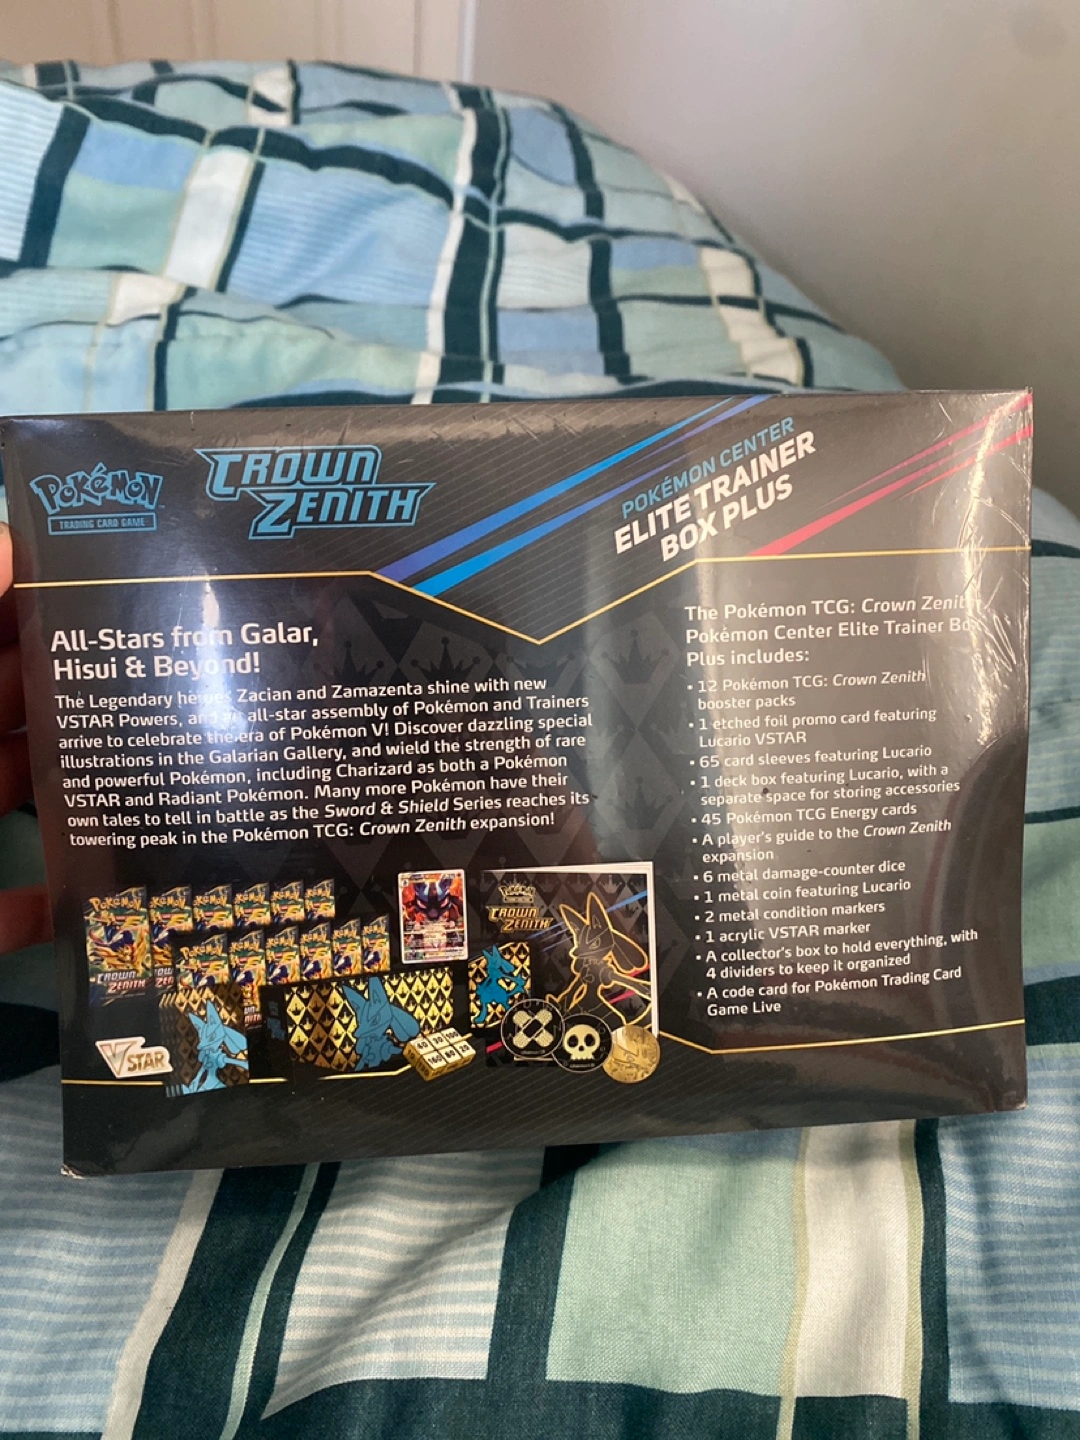 POKÉMON
TRADING CARD GAME
CROWN
ZENITH
POKÉMON CENTER
ELITE TRAINER
BOX PLUS
All-Stars from Galar,
Hisui & Beyond!
The Legendary heroes Zacian and Zamazenta shine with new
VSTAR Powers, and an all-star assembly of Pokémon and Trainers
arrive to celebrate the era of Pokémon V! Discover dazzling special
illustrations in the Galarian Gallery, and wield the strength of rare
and powerful Pokémon, including Charizard as both a Pokémon
VSTAR and Radiant Pokémon. Many more Pokémon have their
own tales to tell in battle as the Sword & Shield Series reaches its
towering peak in the Pokémon TCG: Crown Zenith expansion!
The Pokémon TCG: Crown Zenith
Pokémon Center Elite Trainer Box
Plus includes:
• 12 Pokémon TCG: Crown Zenith
booster packs
• 1 etched foil promo card featuring
Lucario VSTAR
• 65 card sleeves featuring Lucario
• 1 deck box featuring Lucario, with a
separate space for storing accessories
• 45 Pokémon TCG Energy cards
• A player's guide to the Crown Zenith
expansion
• 6 metal damage-counter dice
• 1 metal coin featuring Lucario
• 2 metal condition markers
• 1 acrylic VSTAR marker
• A collector's box to hold everything, with
4 dividers to keep it organized
• A code card for Pokémon Trading Card
Game Live
POKÉMON
CROWN
ZENITH
POKÉMON
CROWN
ZENITH
VSTAR